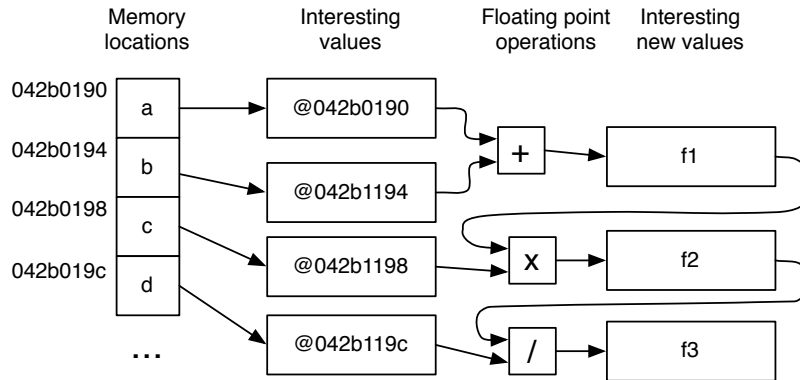 Memory
locations
Interesting
values
Floating point
operations
Interesting
new values
042b0190
a
@042b0190
+
f1
042b0194
b
@042b1194
042b0198
c
@042b1198
x
f2
042b019c
d
@042b119c
/
f3
...